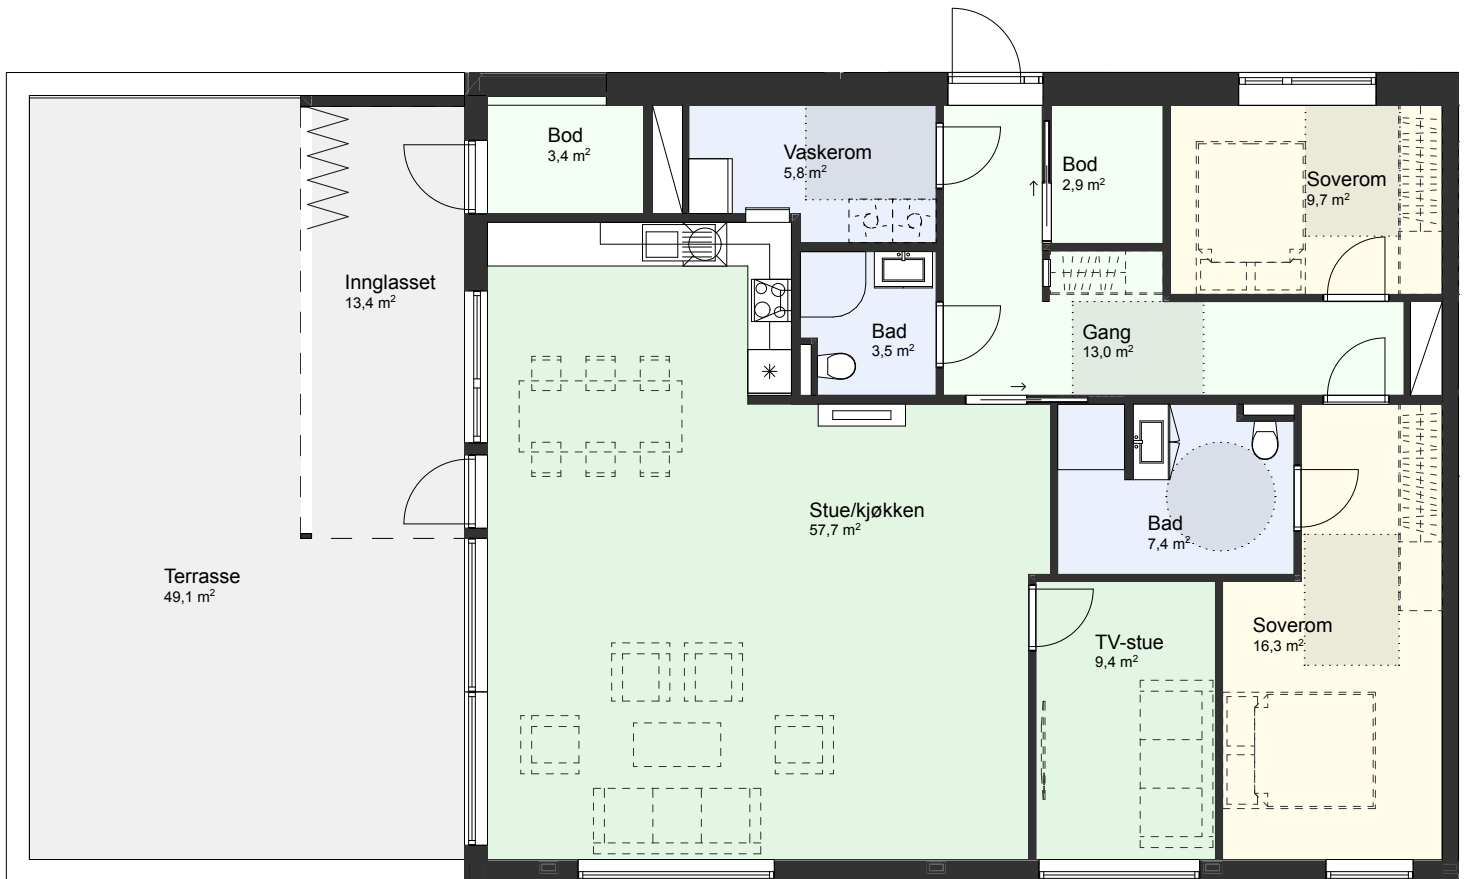 Bod
3,4 m²
Vaskerom
5,8 m²
Bod
2,9 m²
Soverom
9,7 m²
Innglasset
13,4 m²
Bad
3,5 m²
Gang
13,0 m²
Stue/kjøkken
57,7 m²
Bad
7,4 m²
Terrasse
49,1 m²
TV-stue
9,4 m²
Soverom
16,3 m²